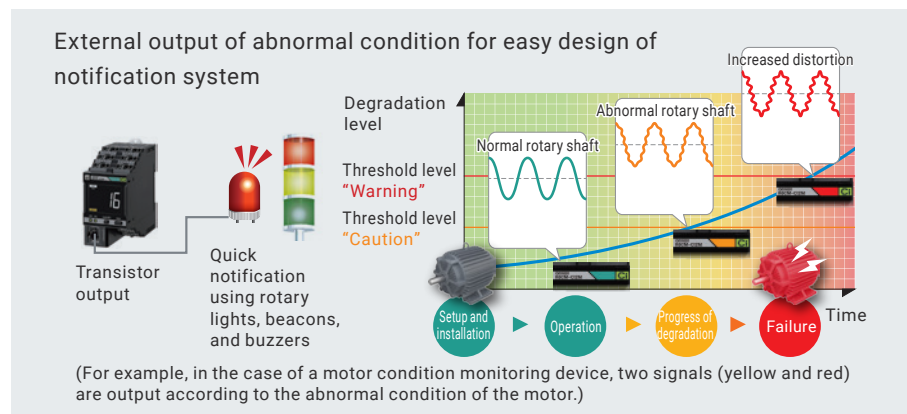 External output of abnormal condition for easy design of
notification system
Increased distortion
Degradation
level
Abnormal rotary shaft
Normal rotary shaft
Threshold level
“Warning”
Threshold level
“Caution”
16
Transistor
output
Quick
notification
using rotary
lights, beacons,
and buzzers
Setup and
installation
Operation
Progress of
degradation
Failure
Time
(For example, in the case of a motor condition monitoring device, two signals (yellow and red)
are output according to the abnormal condition of the motor.)